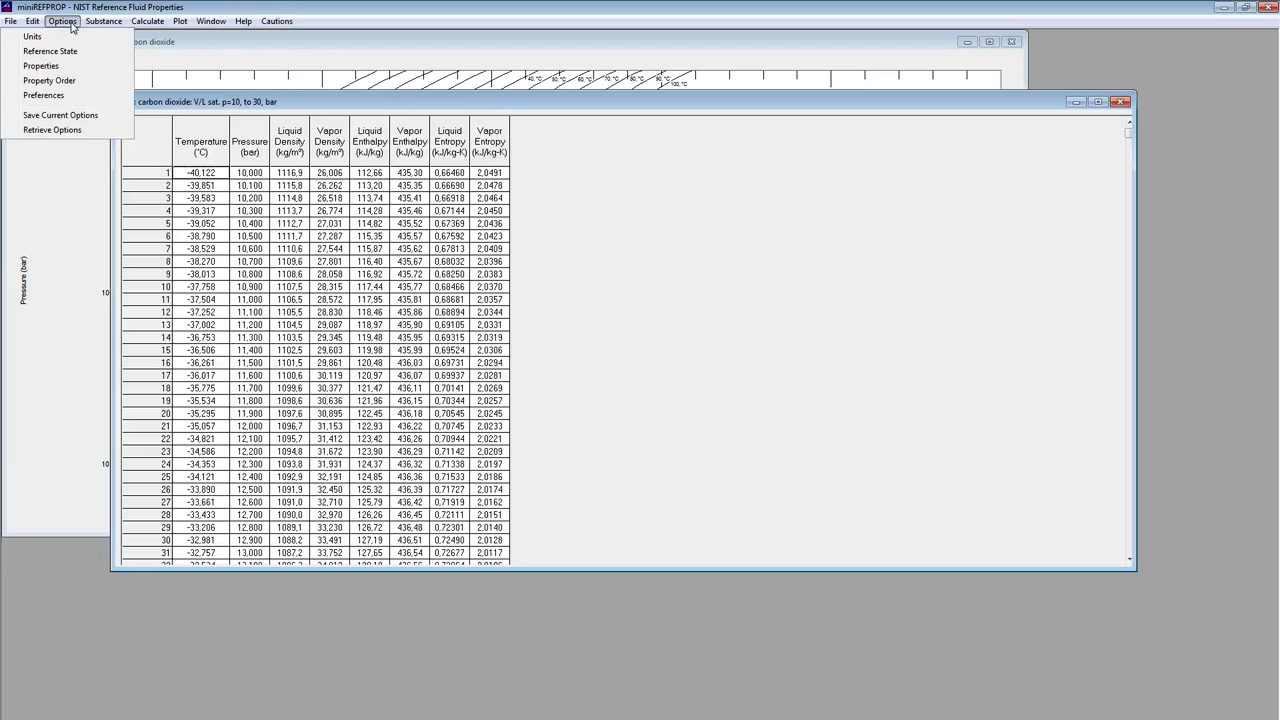 miniREFPROP - NIST Reference Fluid Properties
File Edit Options Substance Calculate Plot Window Help Cautions
Units
Reference State
Properties
Property Order
Preferences
Save Current Options
Retrieve Options
bon dioxide
40, °C 50, °C 60, °C 70, °C 80, °C 90, °C 100, °C
Pressure (bar)
10
10
: carbon dioxide: V/L sat. p=10, to 30, bar
Temperature (°C) Pressure (bar) Liquid Density (kg/m³) Vapor Density (kg/m³) Liquid Enthalpy (kJ/kg) Vapor Enthalpy (kJ/kg) Liquid Entropy (kJ/kg-K) Vapor Entropy (kJ/kg-K)
1 -40,122 10,000 1116,9 26,006 112,66 435,30 0,66460 2,0491
2 -39,851 10,100 1115,8 26,262 113,20 435,35 0,66690 2,0478
3 -39,583 10,200 1114,8 26,518 113,74 435,41 0,66918 2,0464
4 -39,317 10,300 1113,7 26,774 114,28 435,46 0,67144 2,0450
5 -39,052 10,400 1112,7 27,031 114,82 435,52 0,67369 2,0436
6 -38,790 10,500 1111,7 27,287 115,35 435,57 0,67592 2,0423
7 -38,529 10,600 1110,6 27,544 115,87 435,62 0,67813 2,0409
8 -38,270 10,700 1109,6 27,801 116,40 435,67 0,68032 2,0396
9 -38,013 10,800 1108,6 28,058 116,92 435,72 0,68250 2,0383
10 -37,758 10,900 1107,5 28,315 117,44 435,77 0,68466 2,0370
11 -37,504 11,000 1106,5 28,572 117,95 435,81 0,68681 2,0357
12 -37,252 11,100 1105,5 28,830 118,46 435,86 0,68894 2,0344
13 -37,002 11,200 1104,5 29,087 118,97 435,90 0,69105 2,0331
14 -36,753 11,300 1103,5 29,345 119,48 435,95 0,69315 2,0319
15 -36,506 11,400 1102,5 29,603 119,98 435,99 0,69524 2,0306
16 -36,261 11,500 1101,5 29,861 120,48 436,03 0,69731 2,0294
17 -36,017 11,600 1100,6 30,119 120,97 436,07 0,69937 2,0281
18 -35,775 11,700 1099,6 30,377 121,47 436,11 0,70141 2,0269
19 -35,534 11,800 1098,6 30,636 121,96 436,15 0,70344 2,0257
20 -35,295 11,900 1097,6 30,895 122,45 436,18 0,70545 2,0245
21 -35,057 12,000 1096,7 31,153 122,93 436,22 0,70745 2,0233
22 -34,821 12,100 1095,7 31,412 123,42 436,26 0,70944 2,0221
23 -34,586 12,200 1094,8 31,672 123,90 436,29 0,71142 2,0209
24 -34,353 12,300 1093,8 31,931 124,37 436,32 0,71338 2,0197
25 -34,121 12,400 1092,9 32,191 124,85 436,36 0,71533 2,0186
26 -33,890 12,500 1091,9 32,450 125,32 436,39 0,71727 2,0174
27 -33,661 12,600 1091,0 32,710 125,79 436,42 0,71919 2,0162
28 -33,433 12,700 1090,0 32,970 126,26 436,45 0,72111 2,0151
29 -33,206 12,800 1089,1 33,230 126,72 436,48 0,72301 2,0140
30 -32,981 12,900 1088,2 33,491 127,19 436,51 0,72490 2,0128
31 -32,757 13,000 1087,2 33,752 127,65 436,54 0,72677 2,0117